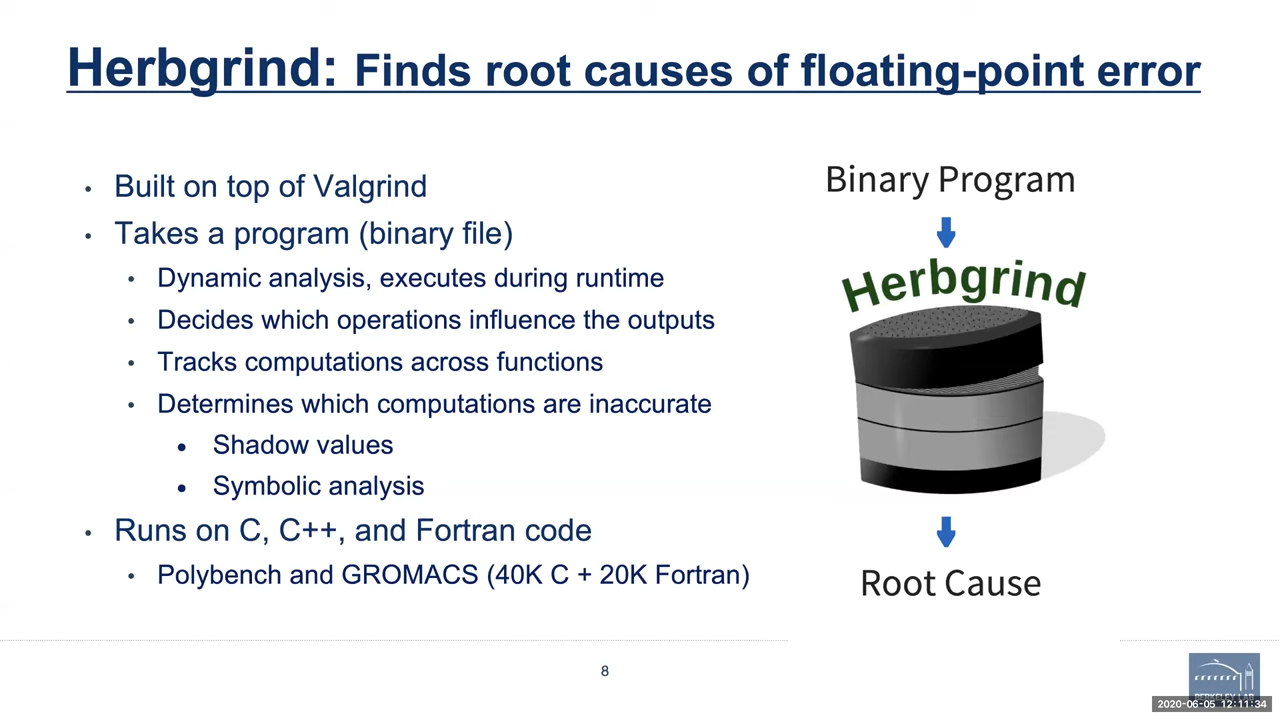 Herbgrind: Finds root causes of floating-point error
• Built on top of Valgrind
• Takes a program (binary file)
• Dynamic analysis, executes during runtime
• Decides which operations influence the outputs
• Tracks computations across functions
• Determines which computations are inaccurate
• Shadow values
• Symbolic analysis
• Runs on C, C++, and Fortran code
• Polybench and GROMACS (40K C + 20K Fortran)
Binary Program
Herbgrind
Root Cause
8
BERKELEY LAB
2020-06-05 12:11:34